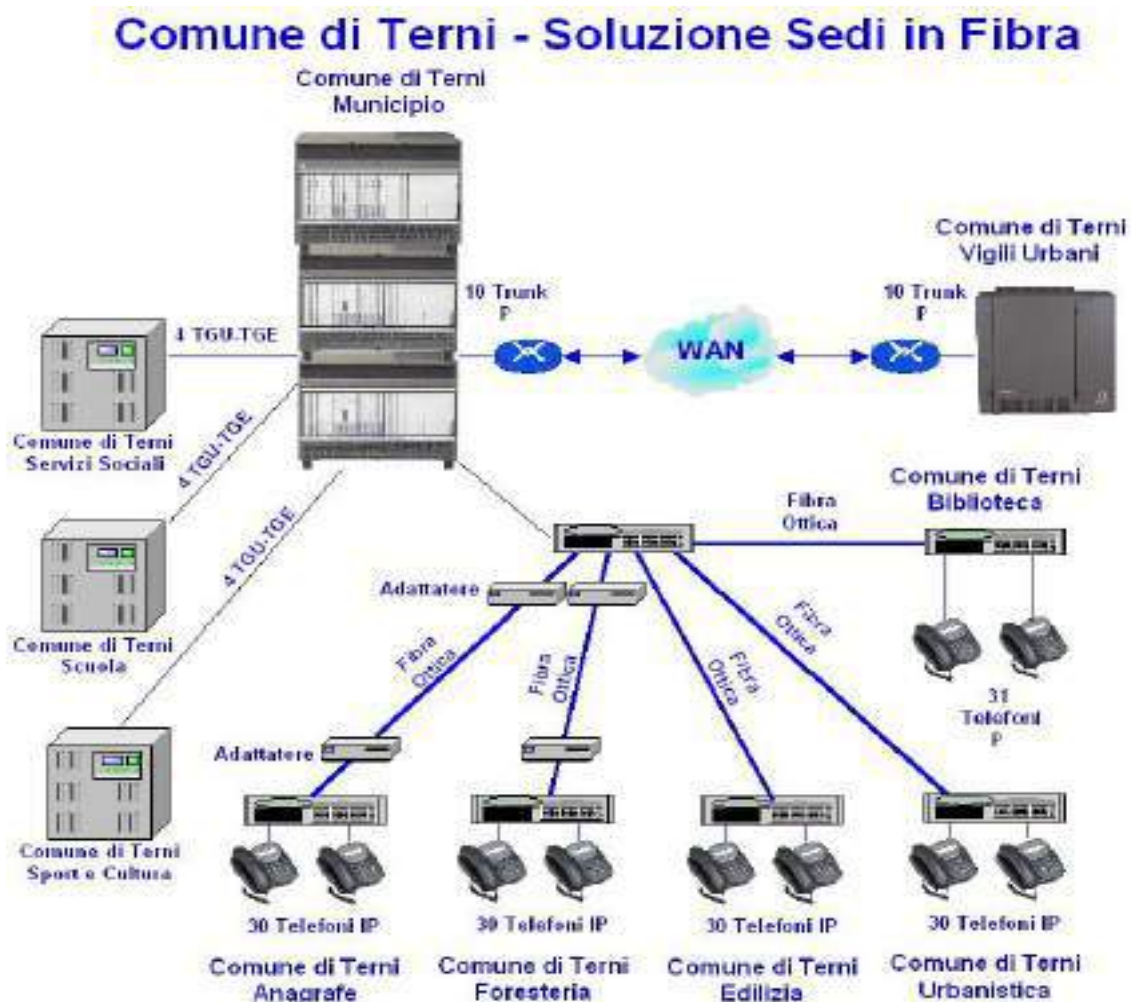 Comune di Terni - Soluzione Sedi in Fibra
Comune di Terni
Municipio
Comune di Terni
Vigili Urbani
10 Trunk
P
10 Trunk
P
WAN
4 TGU-TGE
Comune di Terni
Servizi Sociali
4 TGU-TGE
Comune di Terni
Biblioteca
Fibra
Ottica
4 TGU-TGE
Adattatere
Comune di Terni
Scuola
Fibra
Ottica
Fibra
Ottica
Fibra
Ottica
Fibra
Ottica
31
Telefoni
P
Adattatere
Comune di Terni
Sport e Cultura
30 Telefoni IP
30 Telefoni IP
30 Telefoni IP
30 Telefoni IP
Comune di Terni
Anagrafe
Comune di Terni
Foresteria
Comune di Terni
Edilizia
Comune di Terni
Urbanistica